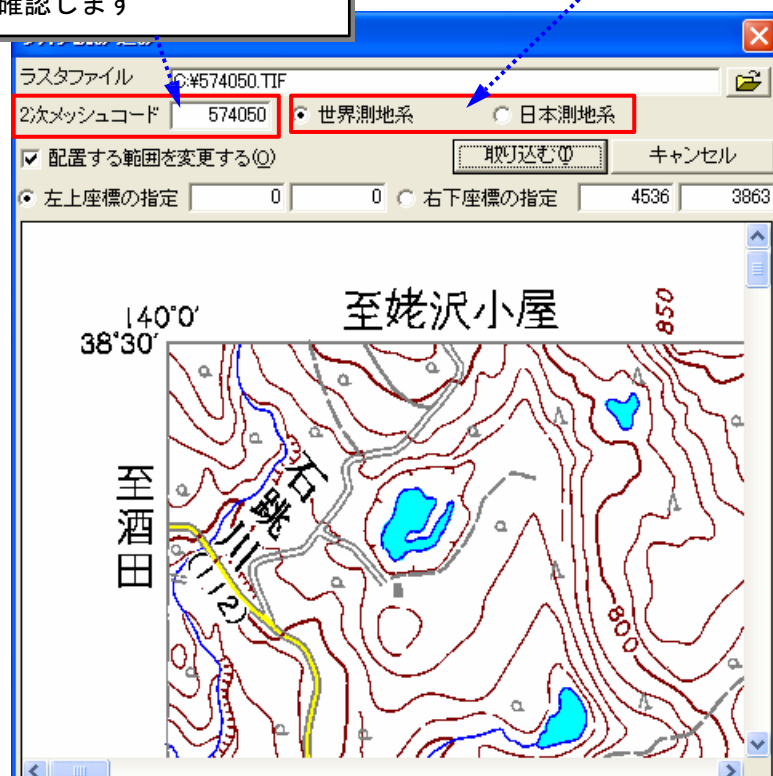 確認します
ラスタファイル C:¥574050.TIF
2次メッシュコード 574050 世界測地系 日本測地系
配置する範囲を変更する(O) 取り込む(I) キャンセル
左上座標の指定 0 0 右下座標の指定 4536 3863
140°0′
至姥沢小屋
850
38°30′
至酒田
石跳川
(112)
800